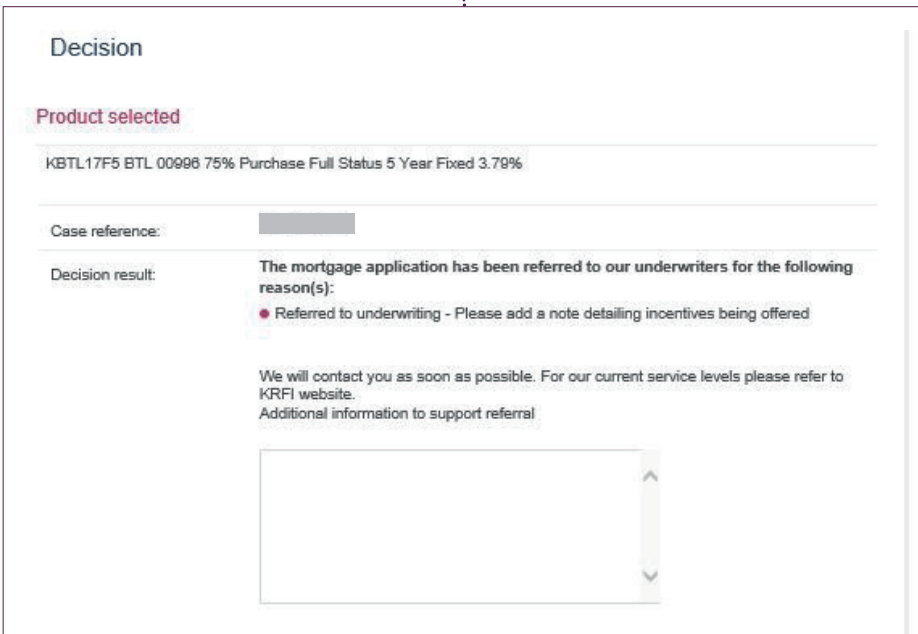 Decision
Product selected
KBTL17F5 BTL 00996 75% Purchase Full Status 5 Year Fixed 3.79%
Case reference:
Decision result:
The mortgage application has been referred to our underwriters for the following
reason(s):
Referred to underwriting - Please add a note detailing incentives being offered
We will contact you as soon as possible. For our current service levels please refer to
KRFI website.
Additional information to support referral